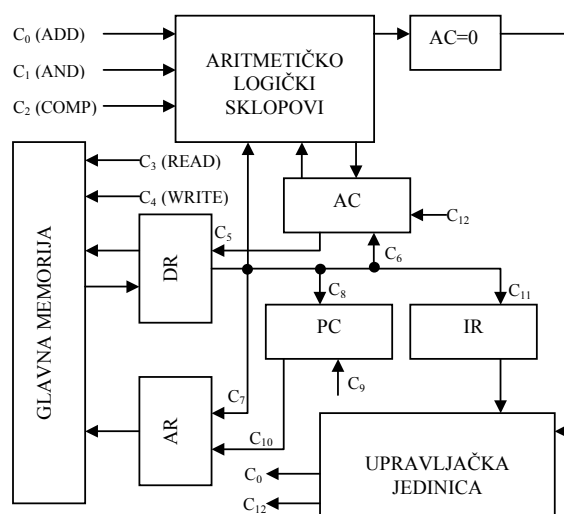 C₀ (ADD)
C₁ (AND)
C₂ (COMP)
ARITMETIČKO
LOGIČKI
SKLOPOVI
AC=0
GLAVNA MEMORIJA
C₃ (READ)
C₄ (WRITE)
AC
C₁₂
C₅
C₆
DR
C₈
C₁₁
PC
IR
C₉
C₇
AR
C₁₀
UPRAVLJAČKA
JEDINICA
C₀
C₁₂